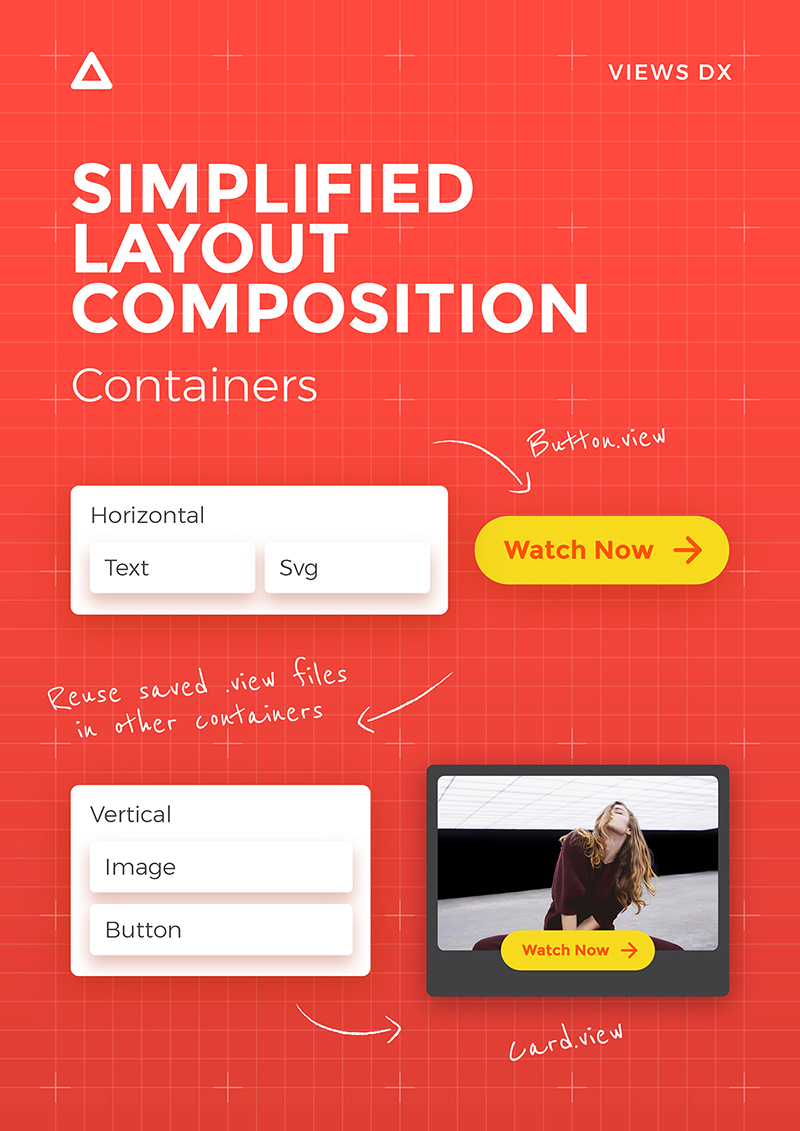 VIEWS DX
SIMPLIFIED
LAYOUT
COMPOSITION
Containers
Button.view
Horizontal
Text
Svg
Watch Now
Reuse saved .view files
in other containers
Vertical
Image
Button
Watch Now
Card.view